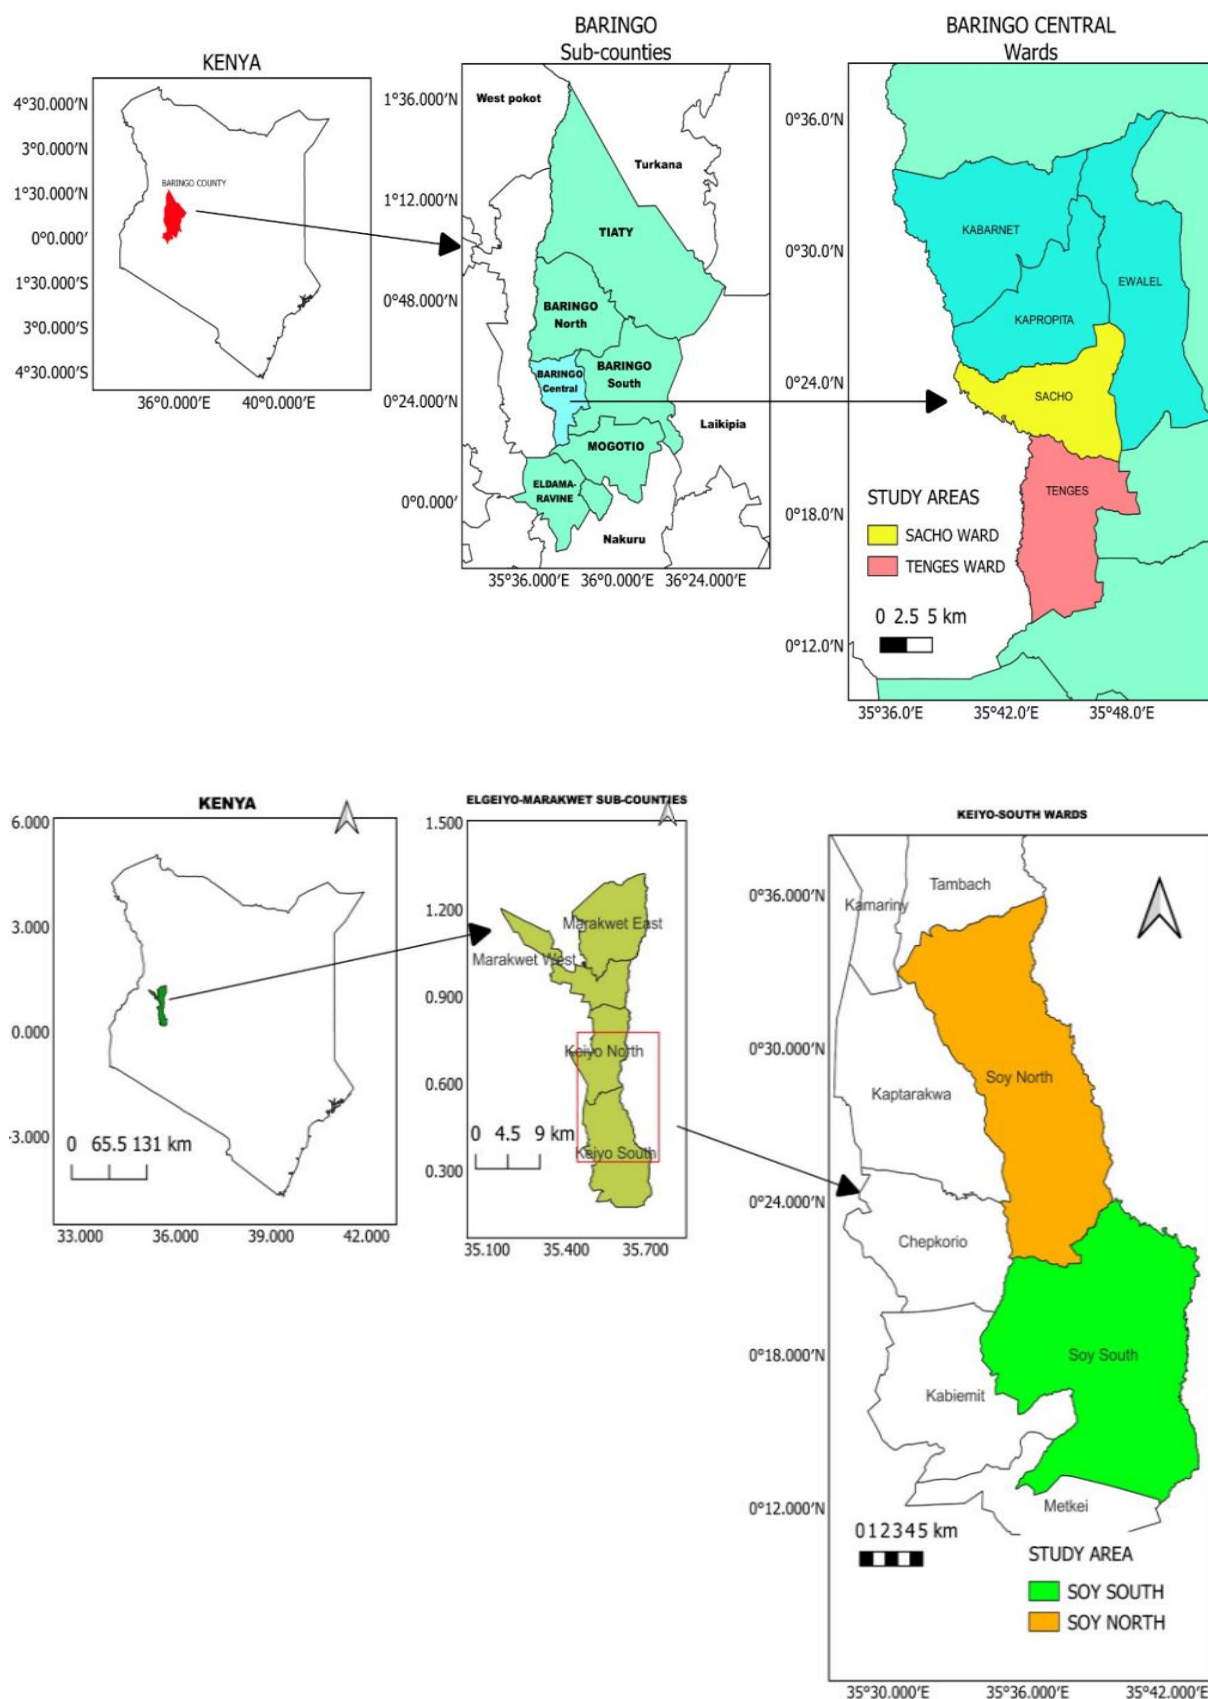 KENYA
4°30.000'N
3°0.000'N
1°30.000'N
0°0.000'
1°30.000'S
3°0.000'S
4°30.000'S
BARINGO COUNTY
36°0.000'E 40°0.000'E
BARINGO
Sub-counties
1°36.000'N
1°12.000'N
0°48.000'N
0°24.000'N
0°0.000'
West pokot
Turkana
TIATY
BARINGO
North
BARINGO
Central
BARINGO
South
Laikipia
MOGOTIO
ELDAMA-
RAVINE
Nakuru
35°36.000'E 36°0.000'E 36°24.000'E
BARINGO CENTRAL
Wards
0°36.0'N
0°30.0'N
0°24.0'N
0°18.0'N
0°12.0'N
KABARNET
EWALEL
KAPROPITA
SACHO
TENGES
STUDY AREAS
SACHO WARD
TENGES WARD
0 2.5 5 km
35°36.0'E 35°42.0'E 35°48.0'E
KENYA
6.000
3.000
0.000
-3.000
0 65.5 131 km
33.000 36.000 39.000 42.000
ELGEIYO-MARAKWET SUB-COUNTIES
1.500
1.200
0.900
0.600
0.300
Marakwet East
Marakwet West
Keiyo North
0 4.5 9 km
Keiyo South
35.100 35.400 35.700
KEIYO-SOUTH WARDS
0°36.000'N
0°30.000'N
0°24.000'N
0°18.000'N
0°12.000'N
Tambach
Kamariny
Soy North
Kaptarakwa
Chepkorio
Soy South
Kabiemit
Metkei
012345 km
STUDY AREA
SOY SOUTH
SOY NORTH
35°30.000'E 35°36.000'E 35°42.000'E